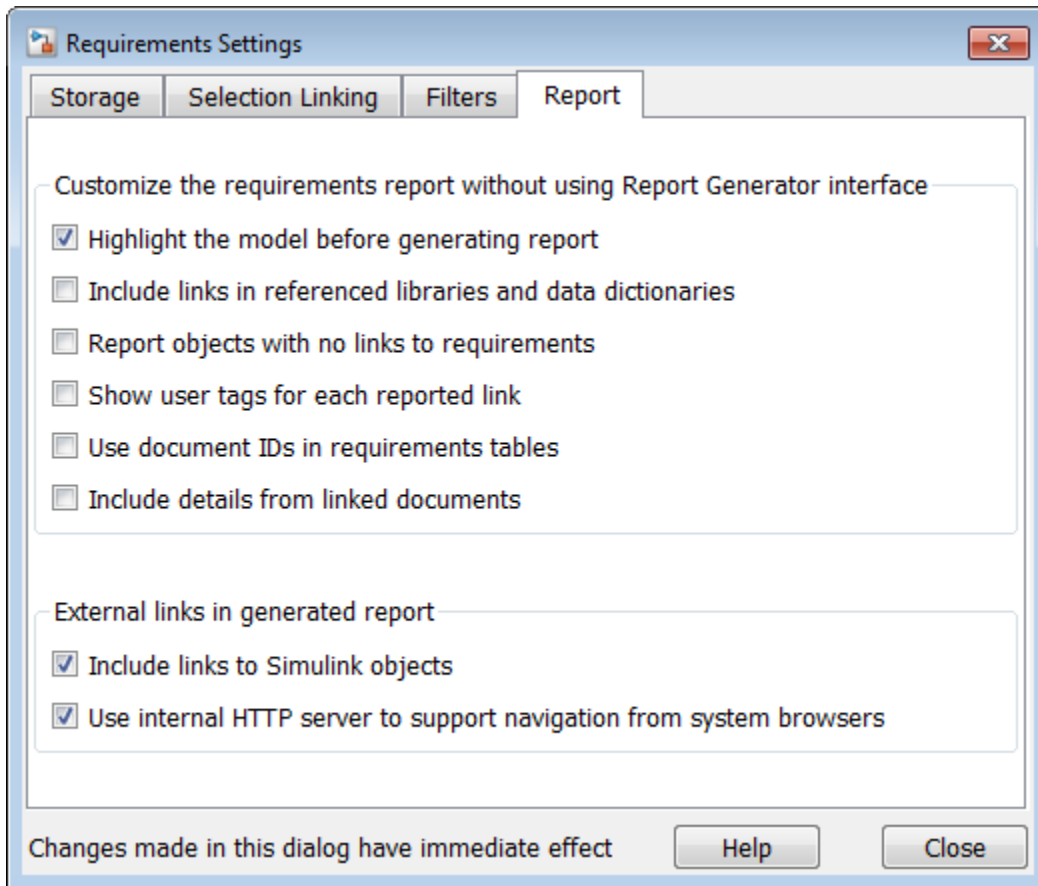 Requirements Settings
Storage
Selection Linking
Filters
Report
Customize the requirements report without using Report Generator interface
Highlight the model before generating report
Include links in referenced libraries and data dictionaries
Report objects with no links to requirements
Show user tags for each reported link
Use document IDs in requirements tables
Include details from linked documents
External links in generated report
Include links to Simulink objects
Use internal HTTP server to support navigation from system browsers
Changes made in this dialog have immediate effect
Help
Close